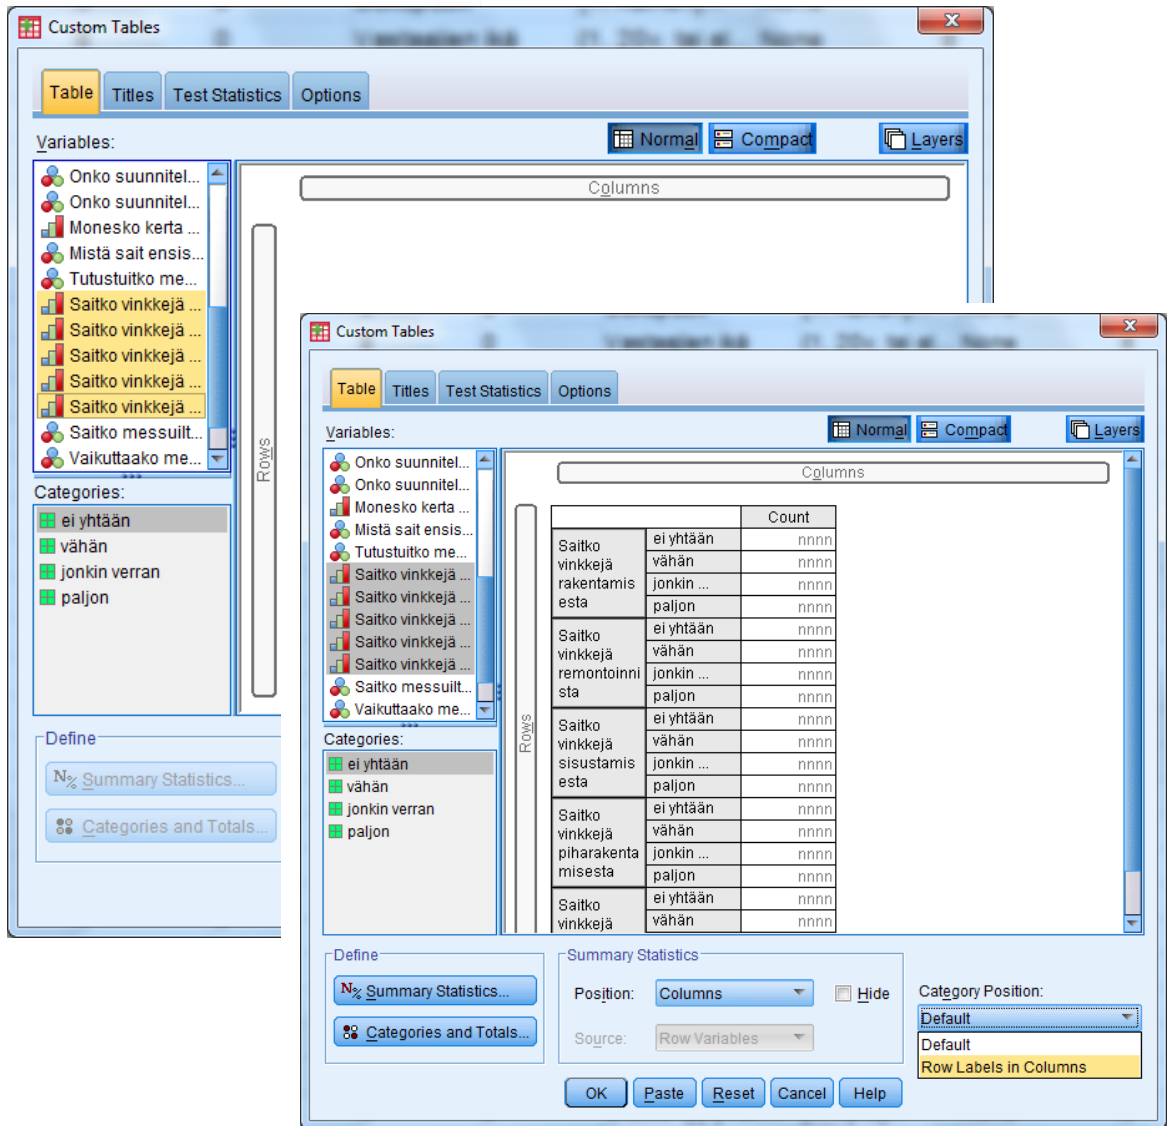 Custom Tables
Table Titles Test Statistics Options
Variables:
Normal Compact Layers
Onko suunnitel...
Onko suunnitel...
Monesko kerta ...
Mistä sait ensis...
Tutustuitko me...
Saitko vinkkejä ...
Saitko vinkkejä ...
Saitko vinkkejä ...
Saitko vinkkejä ...
Saitko vinkkejä ...
Saitko messuilt...
Vaikuttaako me...
Columns
Rows
Categories:
ei yhtään
vähän
jonkin verran
paljon
Define
N% Summary Statistics...
Categories and Totals...
Custom Tables
Table Titles Test Statistics Options
Variables:
Normal Compact Layers
Onko suunnitel...
Onko suunnitel...
Monesko kerta ...
Mistä sait ensis...
Tutustuitko me...
Saitko vinkkejä ...
Saitko vinkkejä ...
Saitko vinkkejä ...
Saitko vinkkejä ...
Saitko vinkkejä ...
Saitko messuilt...
Vaikuttaako me...
Categories:
ei yhtään
vähän
jonkin verran
paljon
Columns
Rows
Count
Saitko
vinkkejä
rakentamis
esta
ei yhtään nnnn
vähän nnnn
jonkin ... nnnn
paljon nnnn
Saitko
vinkkejä
remontoinni
sta
ei yhtään nnnn
vähän nnnn
jonkin ... nnnn
paljon nnnn
Saitko
vinkkejä
sisustamis
esta
ei yhtään nnnn
vähän nnnn
jonkin ... nnnn
paljon nnnn
Saitko
vinkkejä
piharakenta
misesta
ei yhtään nnnn
vähän nnnn
jonkin ... nnnn
paljon nnnn
Saitko
vinkkejä
ei yhtään nnnn
vähän nnnn
Define
N% Summary Statistics...
Categories and Totals...
Summary Statistics
Position: Columns Hide
Source: Row Variables
Category Position:
Default
Default
Row Labels in Columns
OK Paste Reset Cancel Help